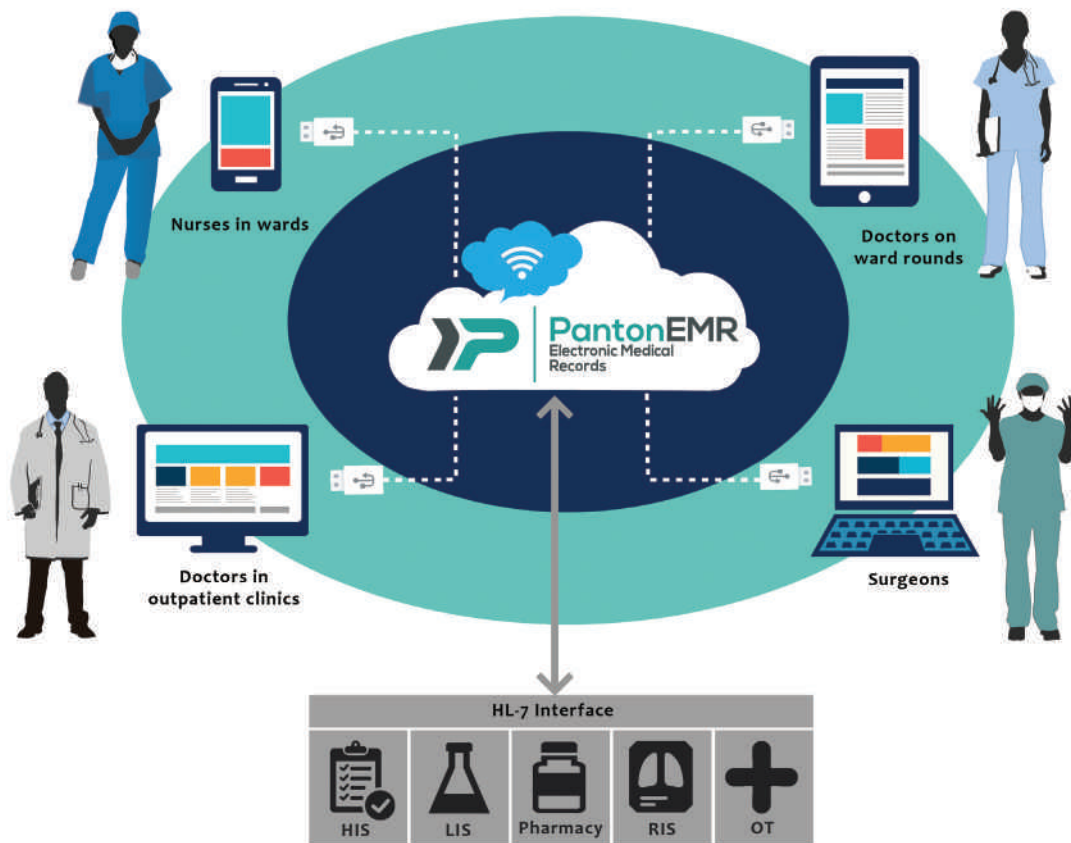 Nurses in wards
Doctors on
ward rounds
PantonEMR
Electronic Medical
Records
Doctors in
outpatient clinics
Surgeons
HL-7 Interface
HIS
LIS
Pharmacy
RIS
OT